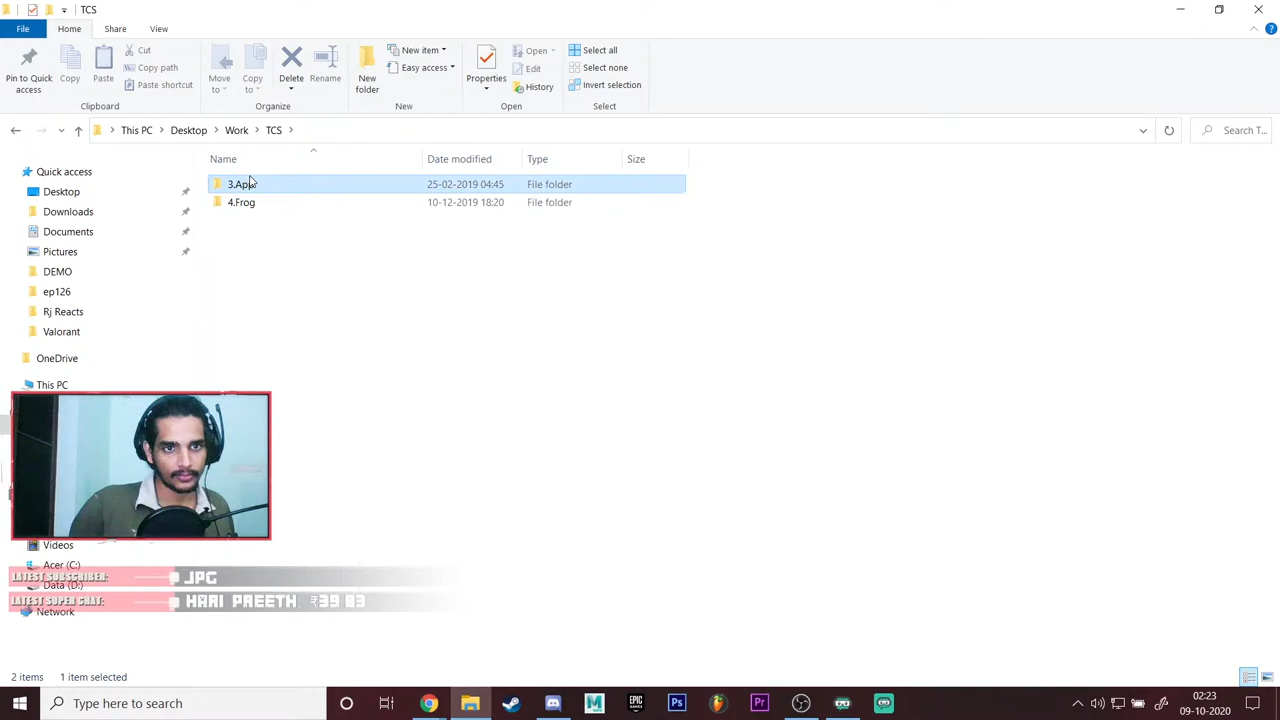 TCS
File
Home
Share
View
Pin to Quick access
Copy
Paste
Cut
Copy path
Paste shortcut
Clipboard
Move to
Copy to
Delete
Rename
Organize
New folder
New item
Easy access
New
Properties
Open
Edit
History
Open
Select all
Select none
Invert selection
Select
This PC > Desktop > Work > TCS >
Search T...
Name
Date modified
Type
Size
3.App
25-02-2019 04:45
File folder
4.Frog
10-12-2019 18:20
File folder
Quick access
Desktop
Downloads
Documents
Pictures
DEMO
ep126
Rj Reacts
Valorant
OneDrive
This PC
Videos
Acer (C:)
LATEST SUBSCRIBER: JPG
Data (D:)
LATEST SUPER CHAT: HARI PREETH:
Network
2 items
1 item selected
Type here to search
02:23
09-10-2020